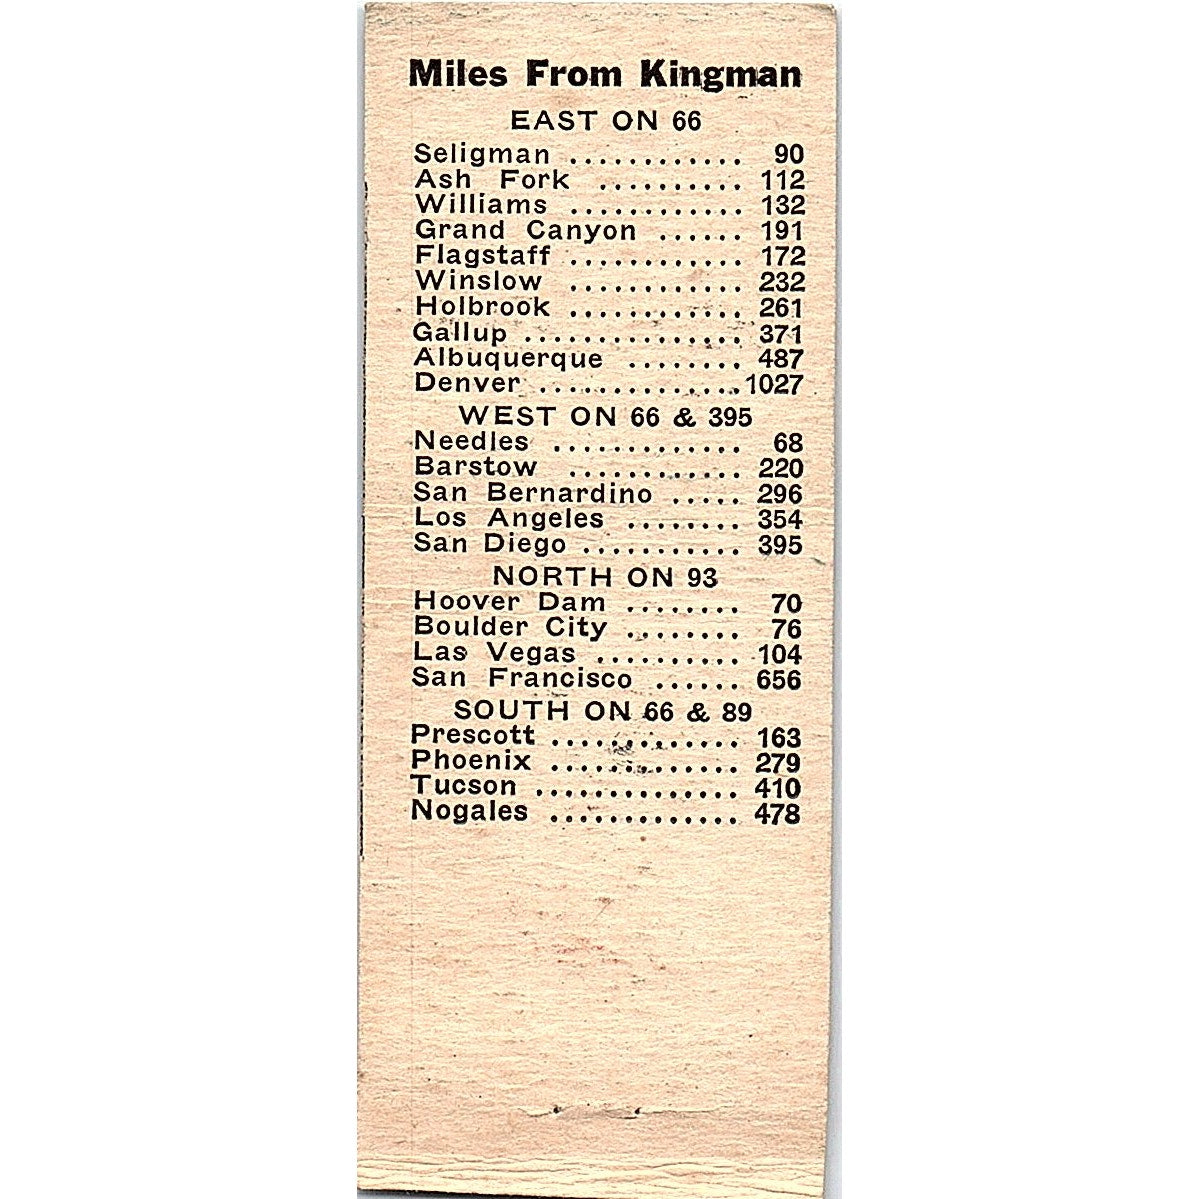 Miles From Kingman
EAST ON 66
Seligman ............ 90
Ash Fork .......... 112
Williams ............ 132
Grand Canyon ...... 191
Flagstaff ............ 172
Winslow ............ 232
Holbrook ............ 261
Gallup ............... 371
Albuquerque ........ 487
Denver ..............1027
WEST ON 66 & 395
Needles ............. 68
Barstow ............ 220
San Bernardino ..... 296
Los Angeles ........ 354
San Diego ........... 395
NORTH ON 93
Hoover Dam ........ 70
Boulder City ........ 76
Las Vegas .......... 104
San Francisco ...... 656
SOUTH ON 66 & 89
Prescott ............. 163
Phoenix ............. 279
Tucson .............. 410
Nogales ............. 478